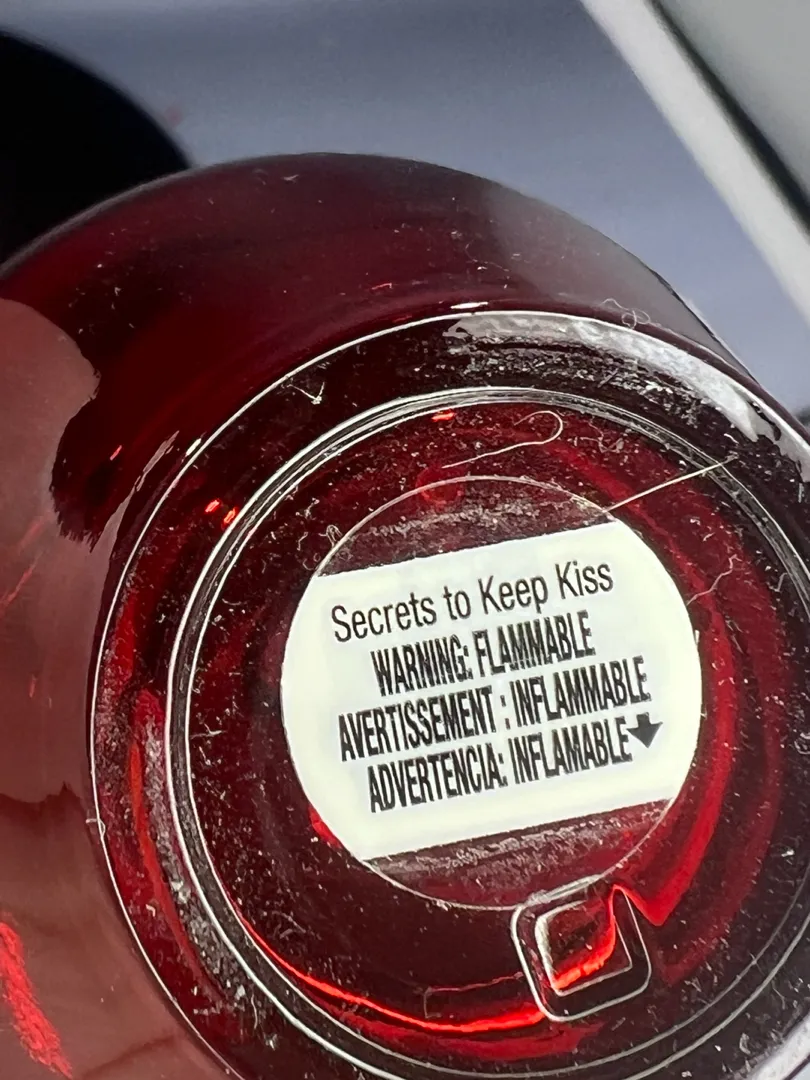 Secrets to Keep Kiss
WARNING: FLAMMABLE
AVERTISSEMENT : INFLAMMABLE
ADVERTENCIA: INFLAMABLE